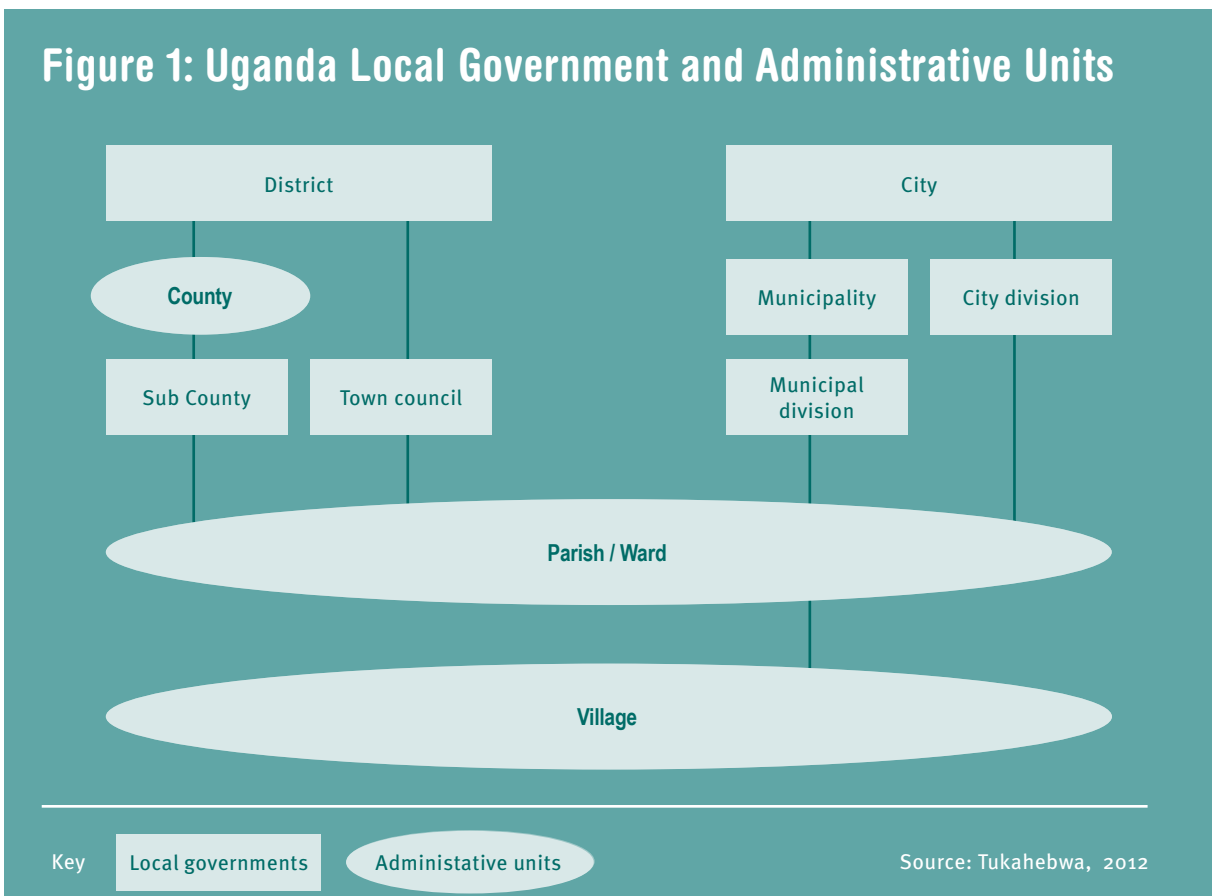 Figure 1: Uganda Local Government and Administrative Units
District
City
County
Municipality
City division
Sub County
Town council
Municipal
division
Parish / Ward
Village
Key
Local governments
Administative units
Source: Tukahebwa, 2012